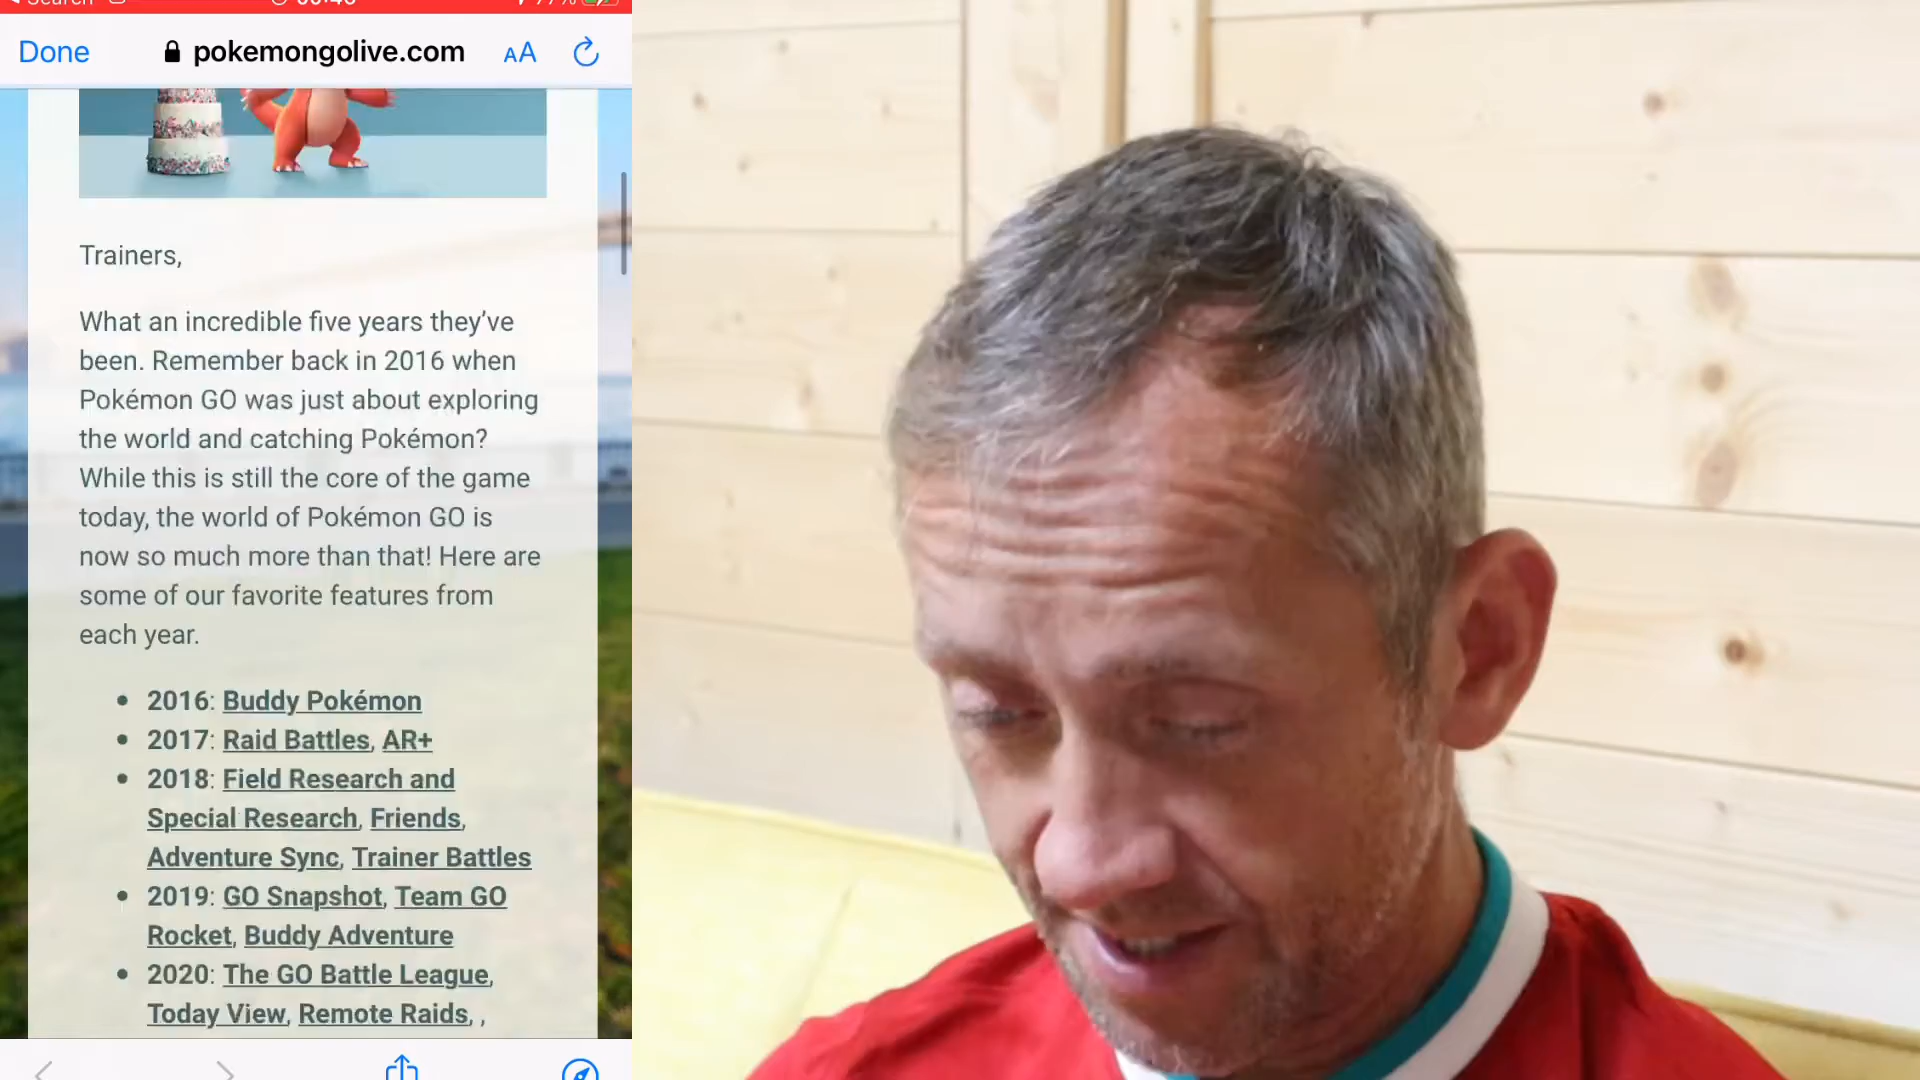 Search
77%
Done
pokemongolive.com
AA
Trainers,
What an incredible five years they’ve
been. Remember back in 2016 when
Pokémon GO was just about exploring
the world and catching Pokémon?
While this is still the core of the game
today, the world of Pokémon GO is
now so much more than that! Here are
some of our favorite features from
each year.
• 2016: Buddy Pokémon
• 2017: Raid Battles, AR+
• 2018: Field Research and
Special Research, Friends,
Adventure Sync, Trainer Battles
• 2019: GO Snapshot, Team GO
Rocket, Buddy Adventure
• 2020: The GO Battle League,
Today View, Remote Raids, ,